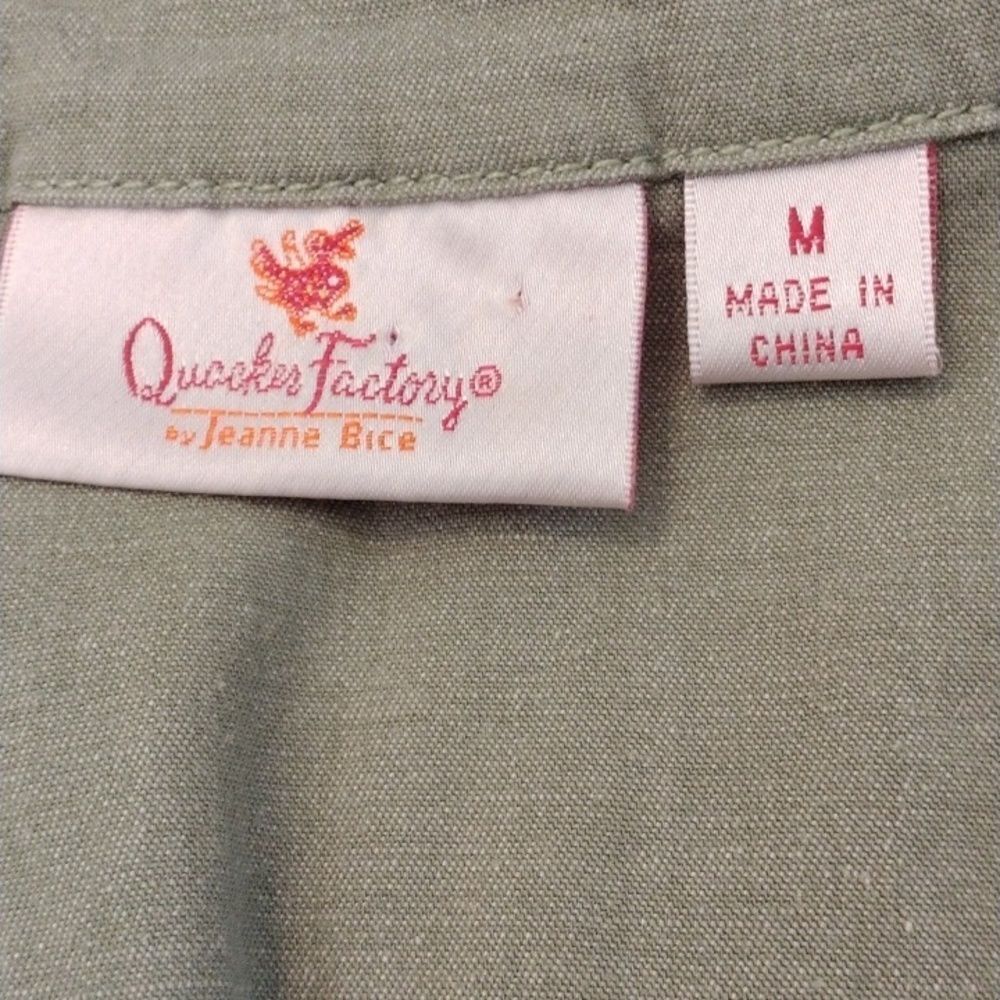 Quacker Factory®
by Jeanne Bice
M
MADE IN
CHINA